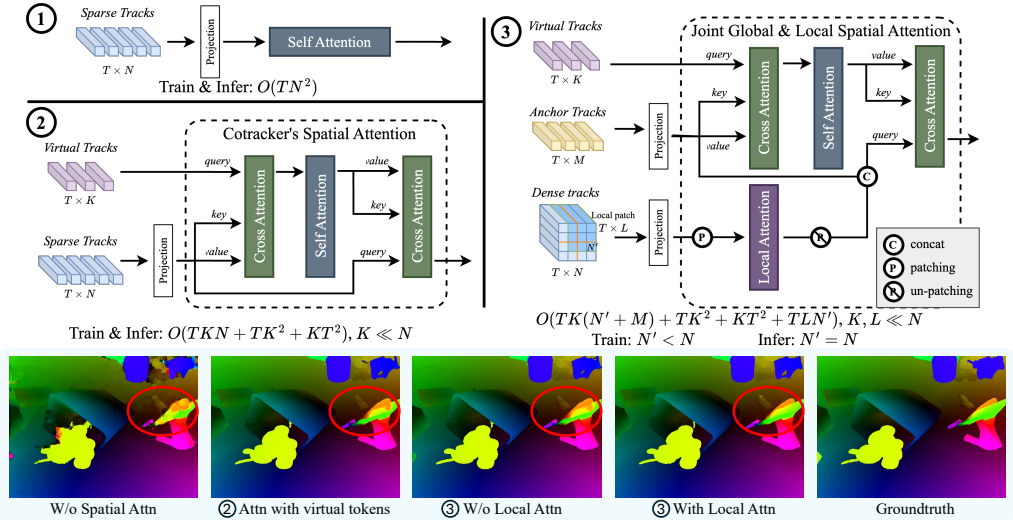 1
Sparse Tracks
T × N
Projection
Self Attention
Train & Infer: O(TN²)
2
Cotracker's Spatial Attention
Virtual Tracks
T × K
query
Cross Attention
Self Attention
value
key
Cross Attention
key
Sparse Tracks
T × N
Projection
value
query
Train & Infer: O(TKN + TK² + KT²), K ≪ N
3
Joint Global & Local Spatial Attention
Virtual Tracks
T × K
query
Cross Attention
Self Attention
value
key
Cross Attention
key
Anchor Tracks
T × M
Projection
value
query
C
Dense tracks
Local patch
T × L
N'
T × N
Projection
P
Local Attention
P
C concat
P patching
P un-patching
O(TK(N' + M) + TK² + KT² + TLN'), K, L ≪ N
Train: N' < N Infer: N' = N
W/o Spatial Attn
② Attn with virtual tokens
③ W/o Local Attn
③ With Local Attn
Groundtruth